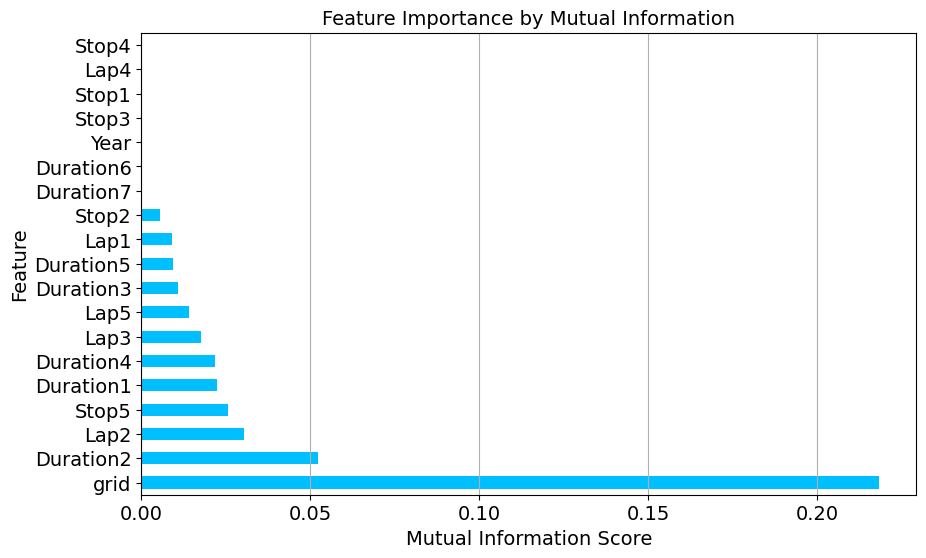 Feature Importance by Mutual Information
Stop4
Lap4
Stop1
Stop3
Year
Duration6
Duration7
Stop2
Lap1
Duration5
Duration3
Lap5
Lap3
Duration4
Duration1
Stop5
Lap2
Duration2
grid
Feature
0.00 0.05 0.10 0.15 0.20
Mutual Information Score